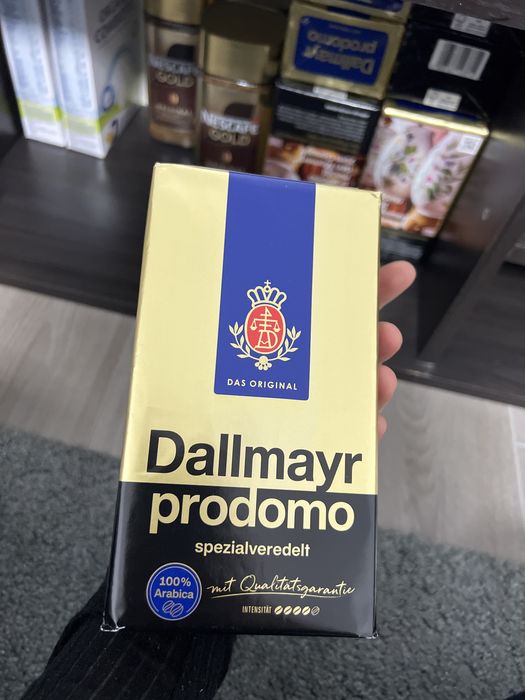 NESCAFÉ
GOLD
NESCAFÉ
GOLD
Dallmayr
prodomo
DAS ORIGINAL
Dallmayr
prodomo
spezialveredelt
100%
Arabica
mit Qualitätsgarantie
INTENSITÄT